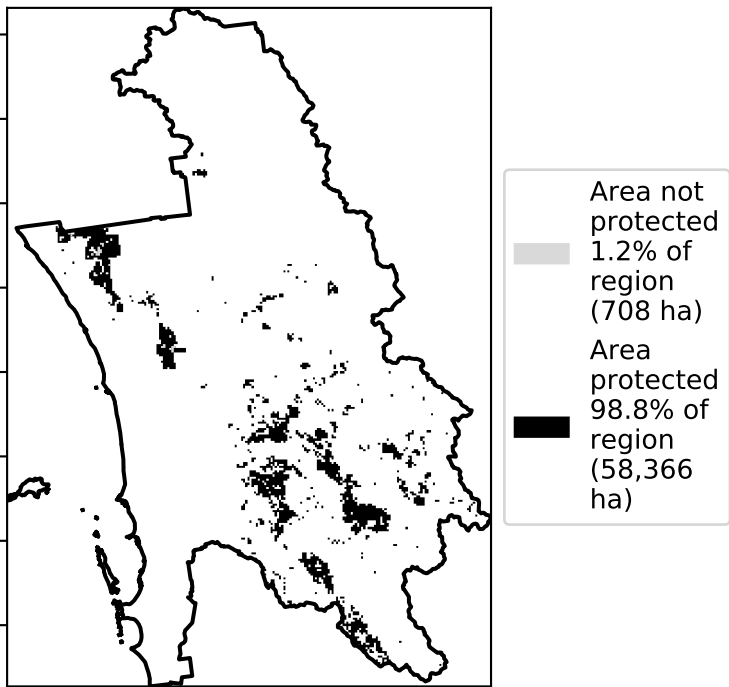 Area not
protected
1.2% of
region
(708 ha)
Area
protected
98.8% of
region
(58,366
ha)